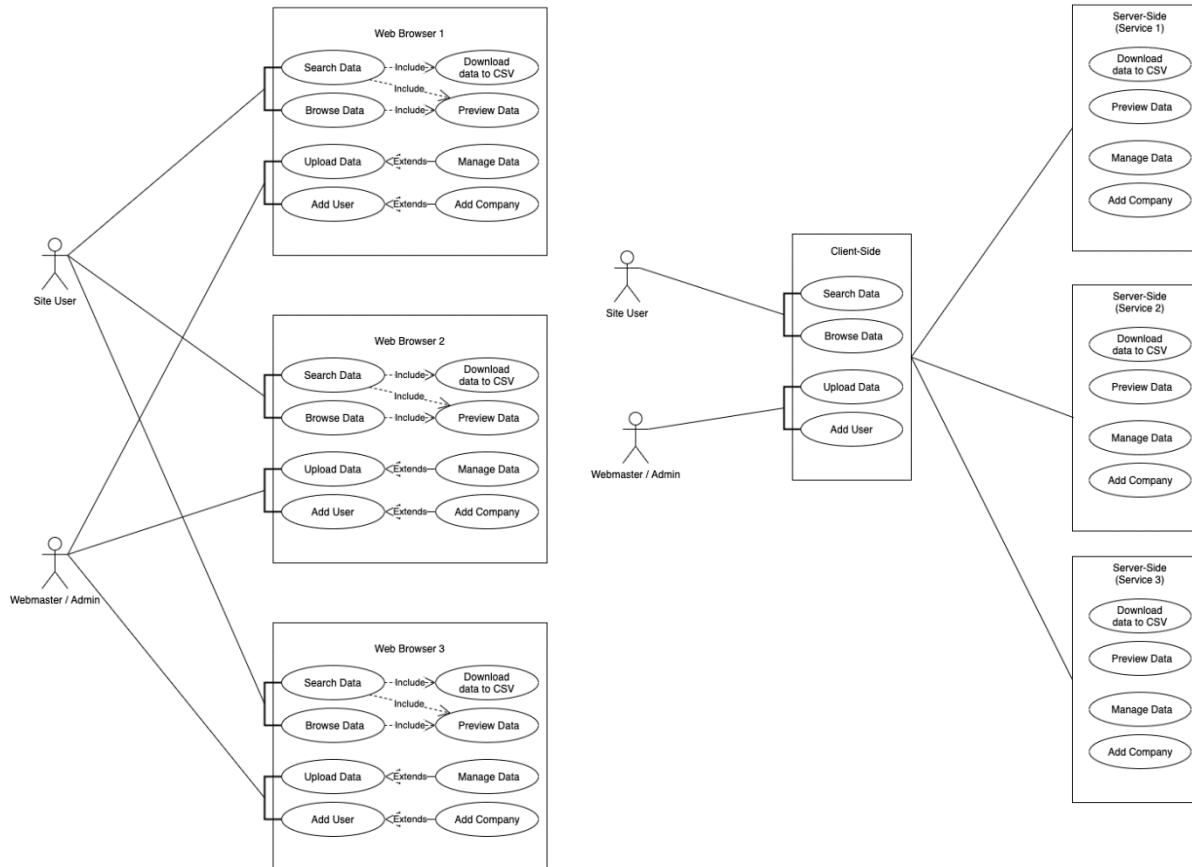 Web Browser 1
Search Data
Include
Download
data to CSV
Include
Browse Data
Include
Preview Data
Upload Data
Extends
Manage Data
Add User
Extends
Add Company
Site User
Web Browser 2
Search Data
Include
Download
data to CSV
Include
Browse Data
Include
Preview Data
Upload Data
Extends
Manage Data
Add User
Extends
Add Company
Webmaster / Admin
Web Browser 3
Search Data
Include
Download
data to CSV
Include
Browse Data
Include
Preview Data
Upload Data
Extends
Manage Data
Add User
Extends
Add Company
Site User
Webmaster / Admin
Client-Side
Search Data
Browse Data
Upload Data
Add User
Server-Side
(Service 1)
Download
data to CSV
Preview Data
Manage Data
Add Company
Server-Side
(Service 2)
Download
data to CSV
Preview Data
Manage Data
Add Company
Server-Side
(Service 3)
Download
data to CSV
Preview Data
Manage Data
Add Company